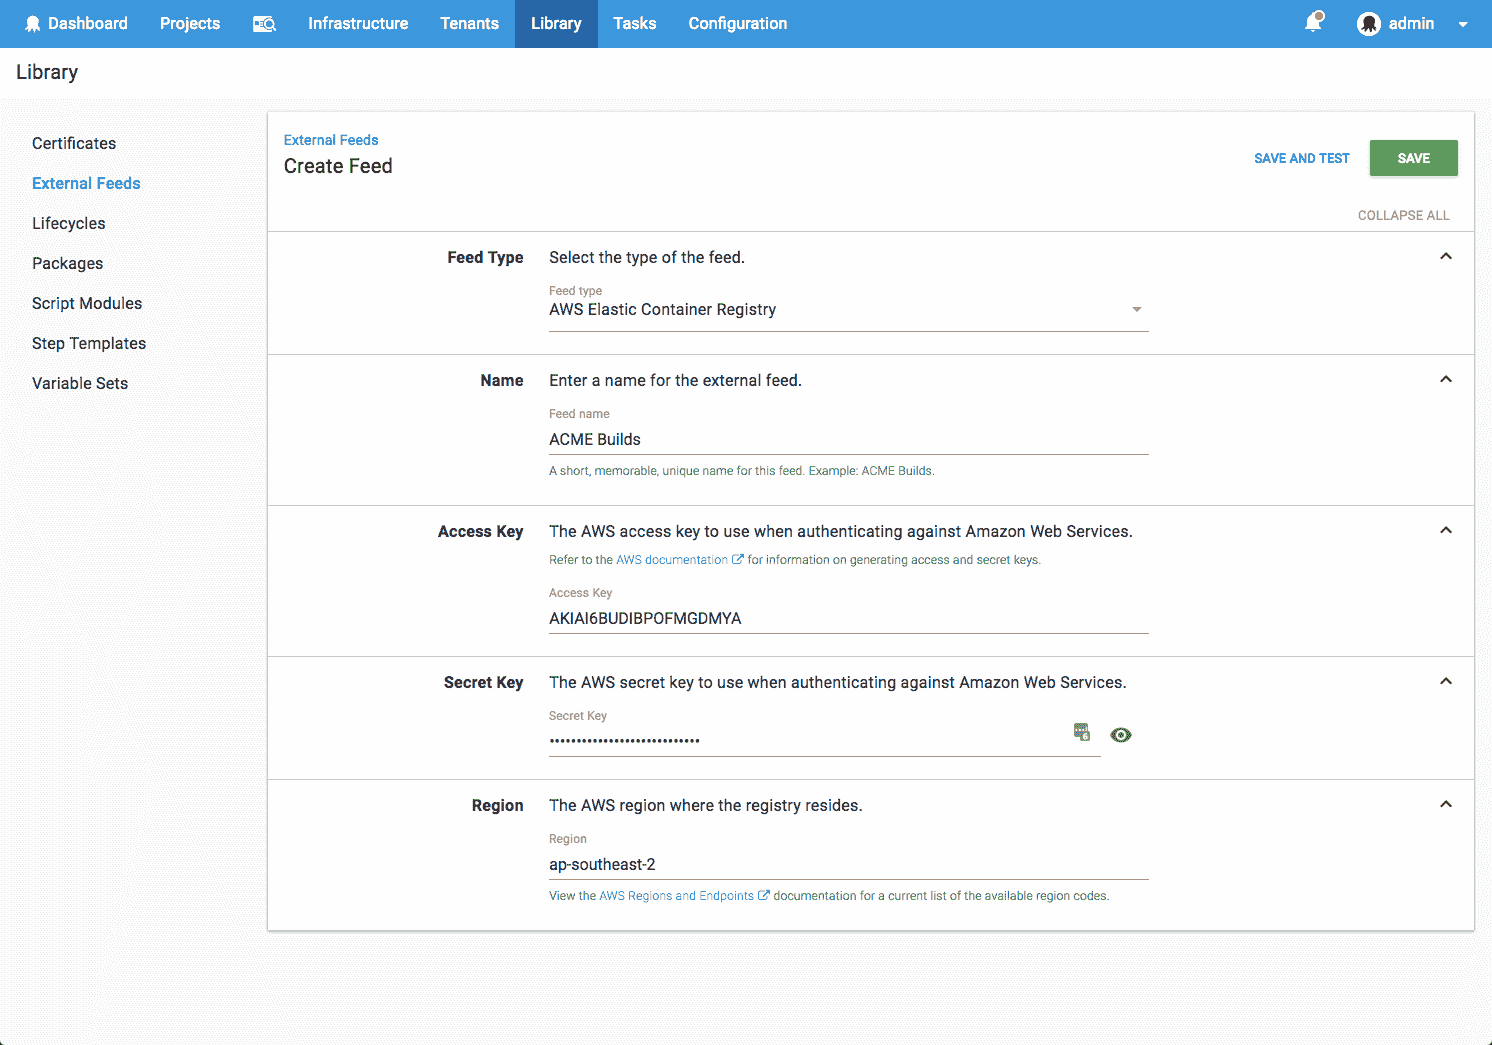 Dashboard Projects Infrastructure Tenants Library Tasks Configuration admin
Library
Certificates
External Feeds
Lifecycles
Packages
Script Modules
Step Templates
Variable Sets
External Feeds
Create Feed
SAVE AND TEST SAVE
COLLAPSE ALL
Feed Type Select the type of the feed.
Feed type
AWS Elastic Container Registry
Name Enter a name for the external feed.
Feed name
ACME Builds
A short, memorable, unique name for this feed. Example: ACME Builds.
Access Key The AWS access key to use when authenticating against Amazon Web Services.
Refer to the AWS documentation for information on generating access and secret keys.
Access Key
AKIAI6BUDIBPOFMGDMYA
Secret Key The AWS secret key to use when authenticating against Amazon Web Services.
Secret Key
••••••••••••••••••••••••••••
Region The AWS region where the registry resides.
Region
ap-southeast-2
View the AWS Regions and Endpoints documentation for a current list of the available region codes.